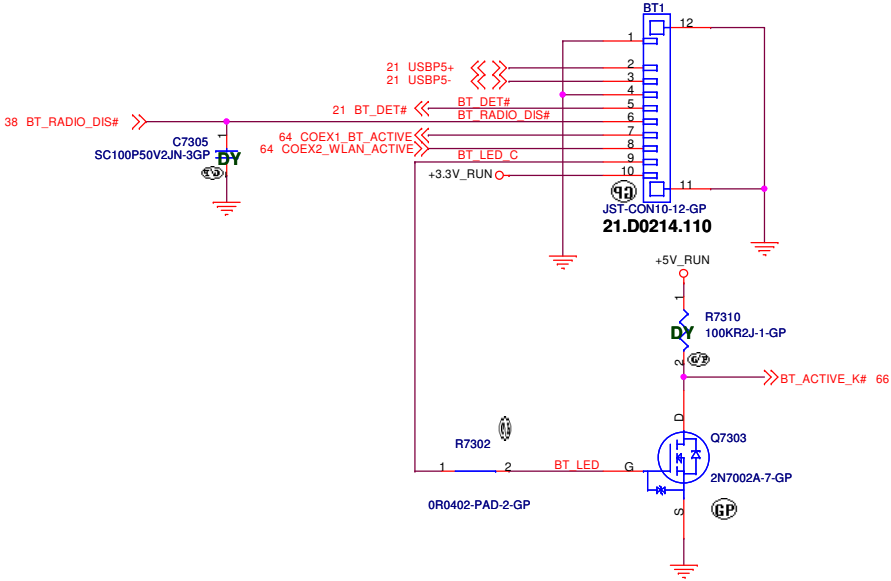 BT1
12
1
21 USBP5+
2
21 USBP5-
3
4
21 BT_DET#
BT_DET#
5
38 BT_RADIO_DIS#
BT_RADIO_DIS#
6
64 COEX1_BT_ACTIVE
7
64 COEX2_WLAN_ACTIVE
8
BT_LED_C
9
+3.3V_RUN
10
11
1
C7305
SC100P50V2JN-3GP
DY
JST-CON10-12-GP
21.D0214.110
+5V_RUN
1
R7310
DY
100KR2J-1-GP
2
BT_ACTIVE_K# 66
D
Q7303
R7302
1
2
BT_LED
G
2N7002A-7-GP
0R0402-PAD-2-GP
S
GP